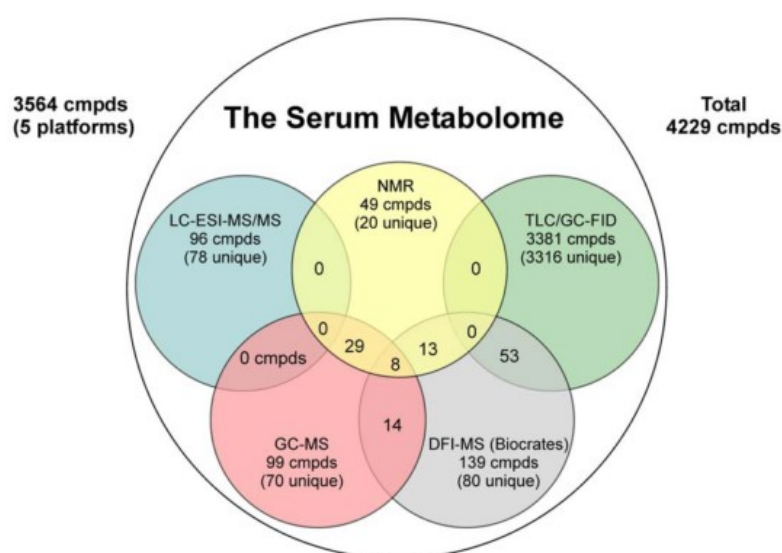 3564 cmpds
(5 platforms)
The Serum Metabolome
Total
4229 cmpds
LC-ESI-MS/MS
96 cmpds
(78 unique)
NMR
49 cmpds
(20 unique)
TLC/GC-FID
3381 cmpds
(3316 unique)
0
0
0
29
8
13
0
0 cmpds
53
14
GC-MS
99 cmpds
(70 unique)
DFI-MS (Biocrates)
139 cmpds
(80 unique)